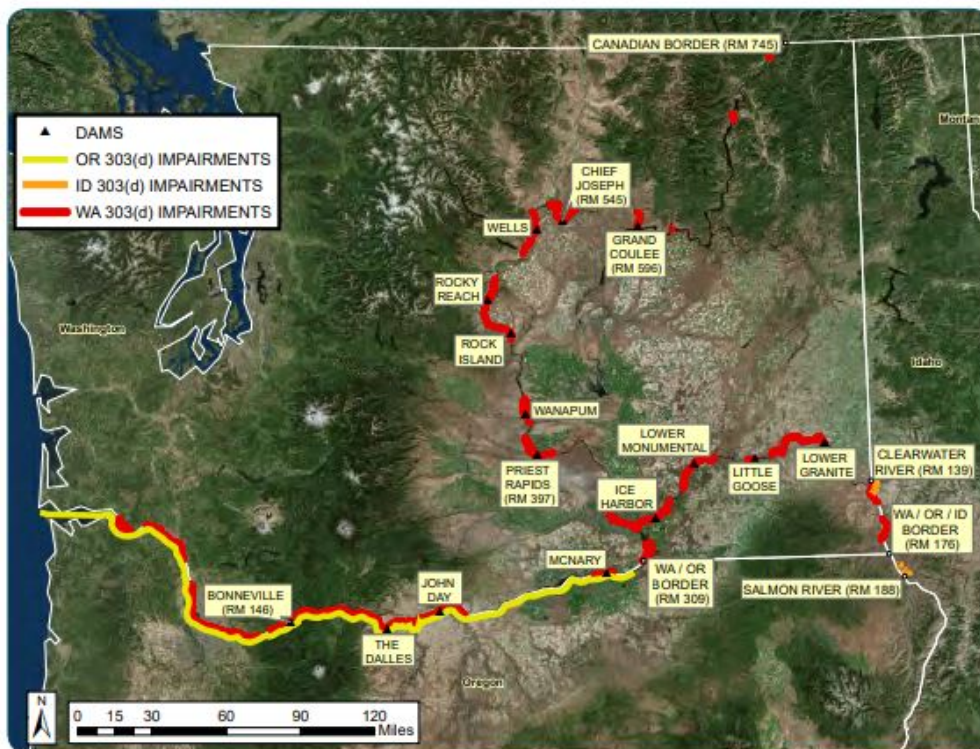 CANADIAN BORDER (RM 745)
Montan
DAMS
OR 303(d) IMPAIRMENTS
ID 303(d) IMPAIRMENTS
WA 303(d) IMPAIRMENTS
CHIEF
JOSEPH
(RM 545)
WELLS
GRAND
COULEE
(RM 596)
ROCKY
REACH
Washington
ROCK
ISLAND
Idaho
WANAPUM
LOWER
MONUMENTAL
PRIEST
RAPIDS
(RM 397)
LITTLE
GOOSE
LOWER
GRANITE
CLEARWATER
RIVER (RM 139)
ICE
HARBOR
WA / OR / ID
BORDER
(RM 176)
MCNARY
WA / OR
BORDER
(RM 309)
SALMON RIVER (RM 188)
BONNEVILLE
(RM 146)
JOHN
DAY
THE
DALLES
Oregon
N
0 15 30 60 90 120
Miles